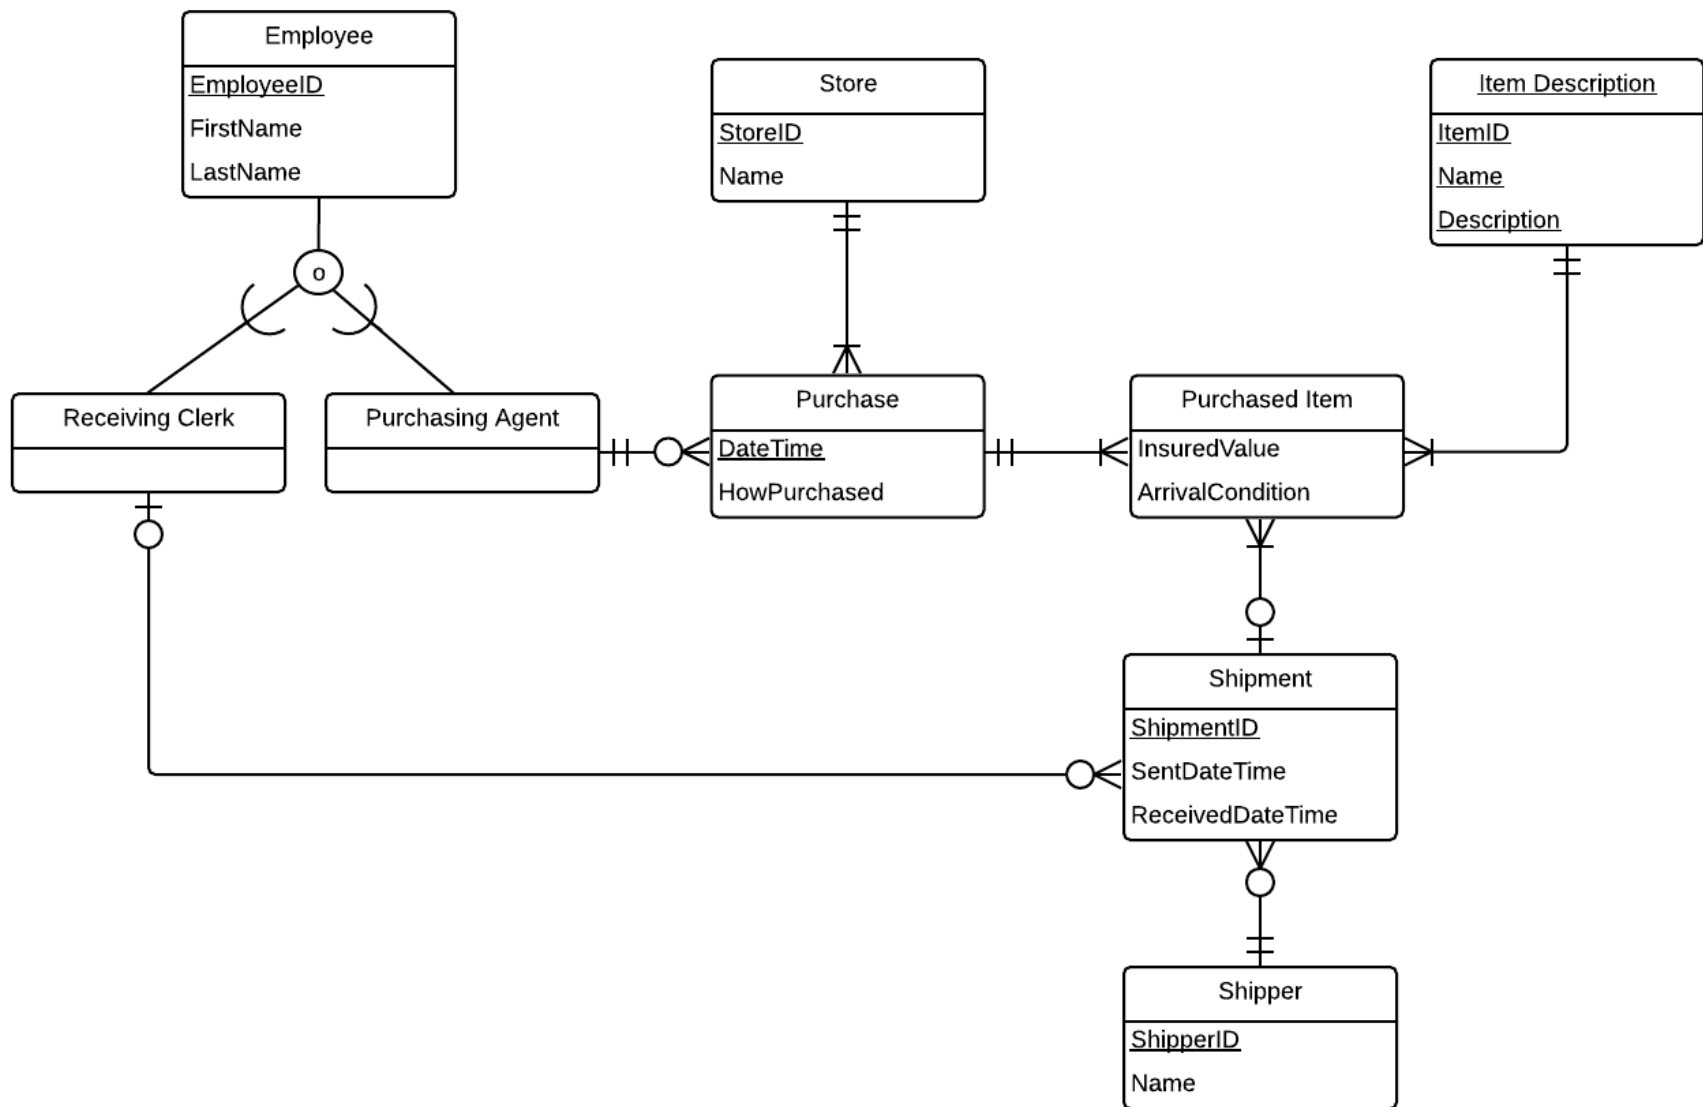 Employee
EmployeeID
FirstName
LastName
Store
StoreID
Name
Item Description
ItemID
Name
Description
o
Receiving Clerk
Purchasing Agent
Purchase
DateTime
HowPurchased
Purchased Item
InsuredValue
ArrivalCondition
Shipment
ShipmentID
SentDateTime
ReceivedDateTime
Shipper
ShipperID
Name